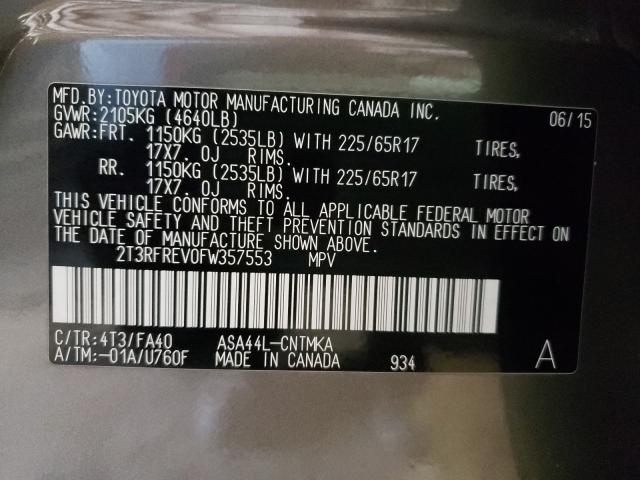 MFD.BY:TOYOTA MOTOR MANUFACTURING CANADA INC. 06/15
GVWR:2105KG (4640LB)
GAWR:FRT. 1150KG (2535LB) WITH 225/65R17 TIRES,
17X7.0J RIMS.
RR. 1150KG (2535LB) WITH 225/65R17 TIRES,
17X7.0J RIMS.
THIS VEHICLE CONFORMS TO ALL APPLICABLE FEDERAL MOTOR
VEHICLE SAFETY AND THEFT PREVENTION STANDARDS IN EFFECT ON
THE DATE OF MANUFACTURE SHOWN ABOVE.
2T3RFREV0FW357553 MPV
C/TR:4T3/FA40 ASA44L-CNTMKA
A/TM:-01A/U760F MADE IN CANADA 934 A